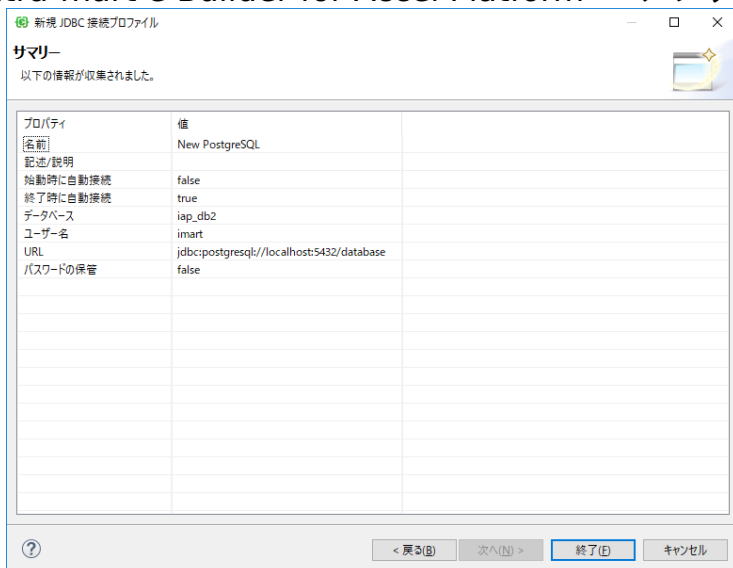 新規 JDBC 接続プロファイル
サマリー
以下の情報が収集されました。
プロパティ 値
名前 New PostgreSQL
記述/説明
始動時に自動接続 false
終了時に自動接続 true
データベース iap_db2
ユーザー名 imart
URL jdbc:postgresql://localhost:5432/database
パスワードの保管 false
< 戻る(B) 次へ(N) > 終了(F) キャンセル